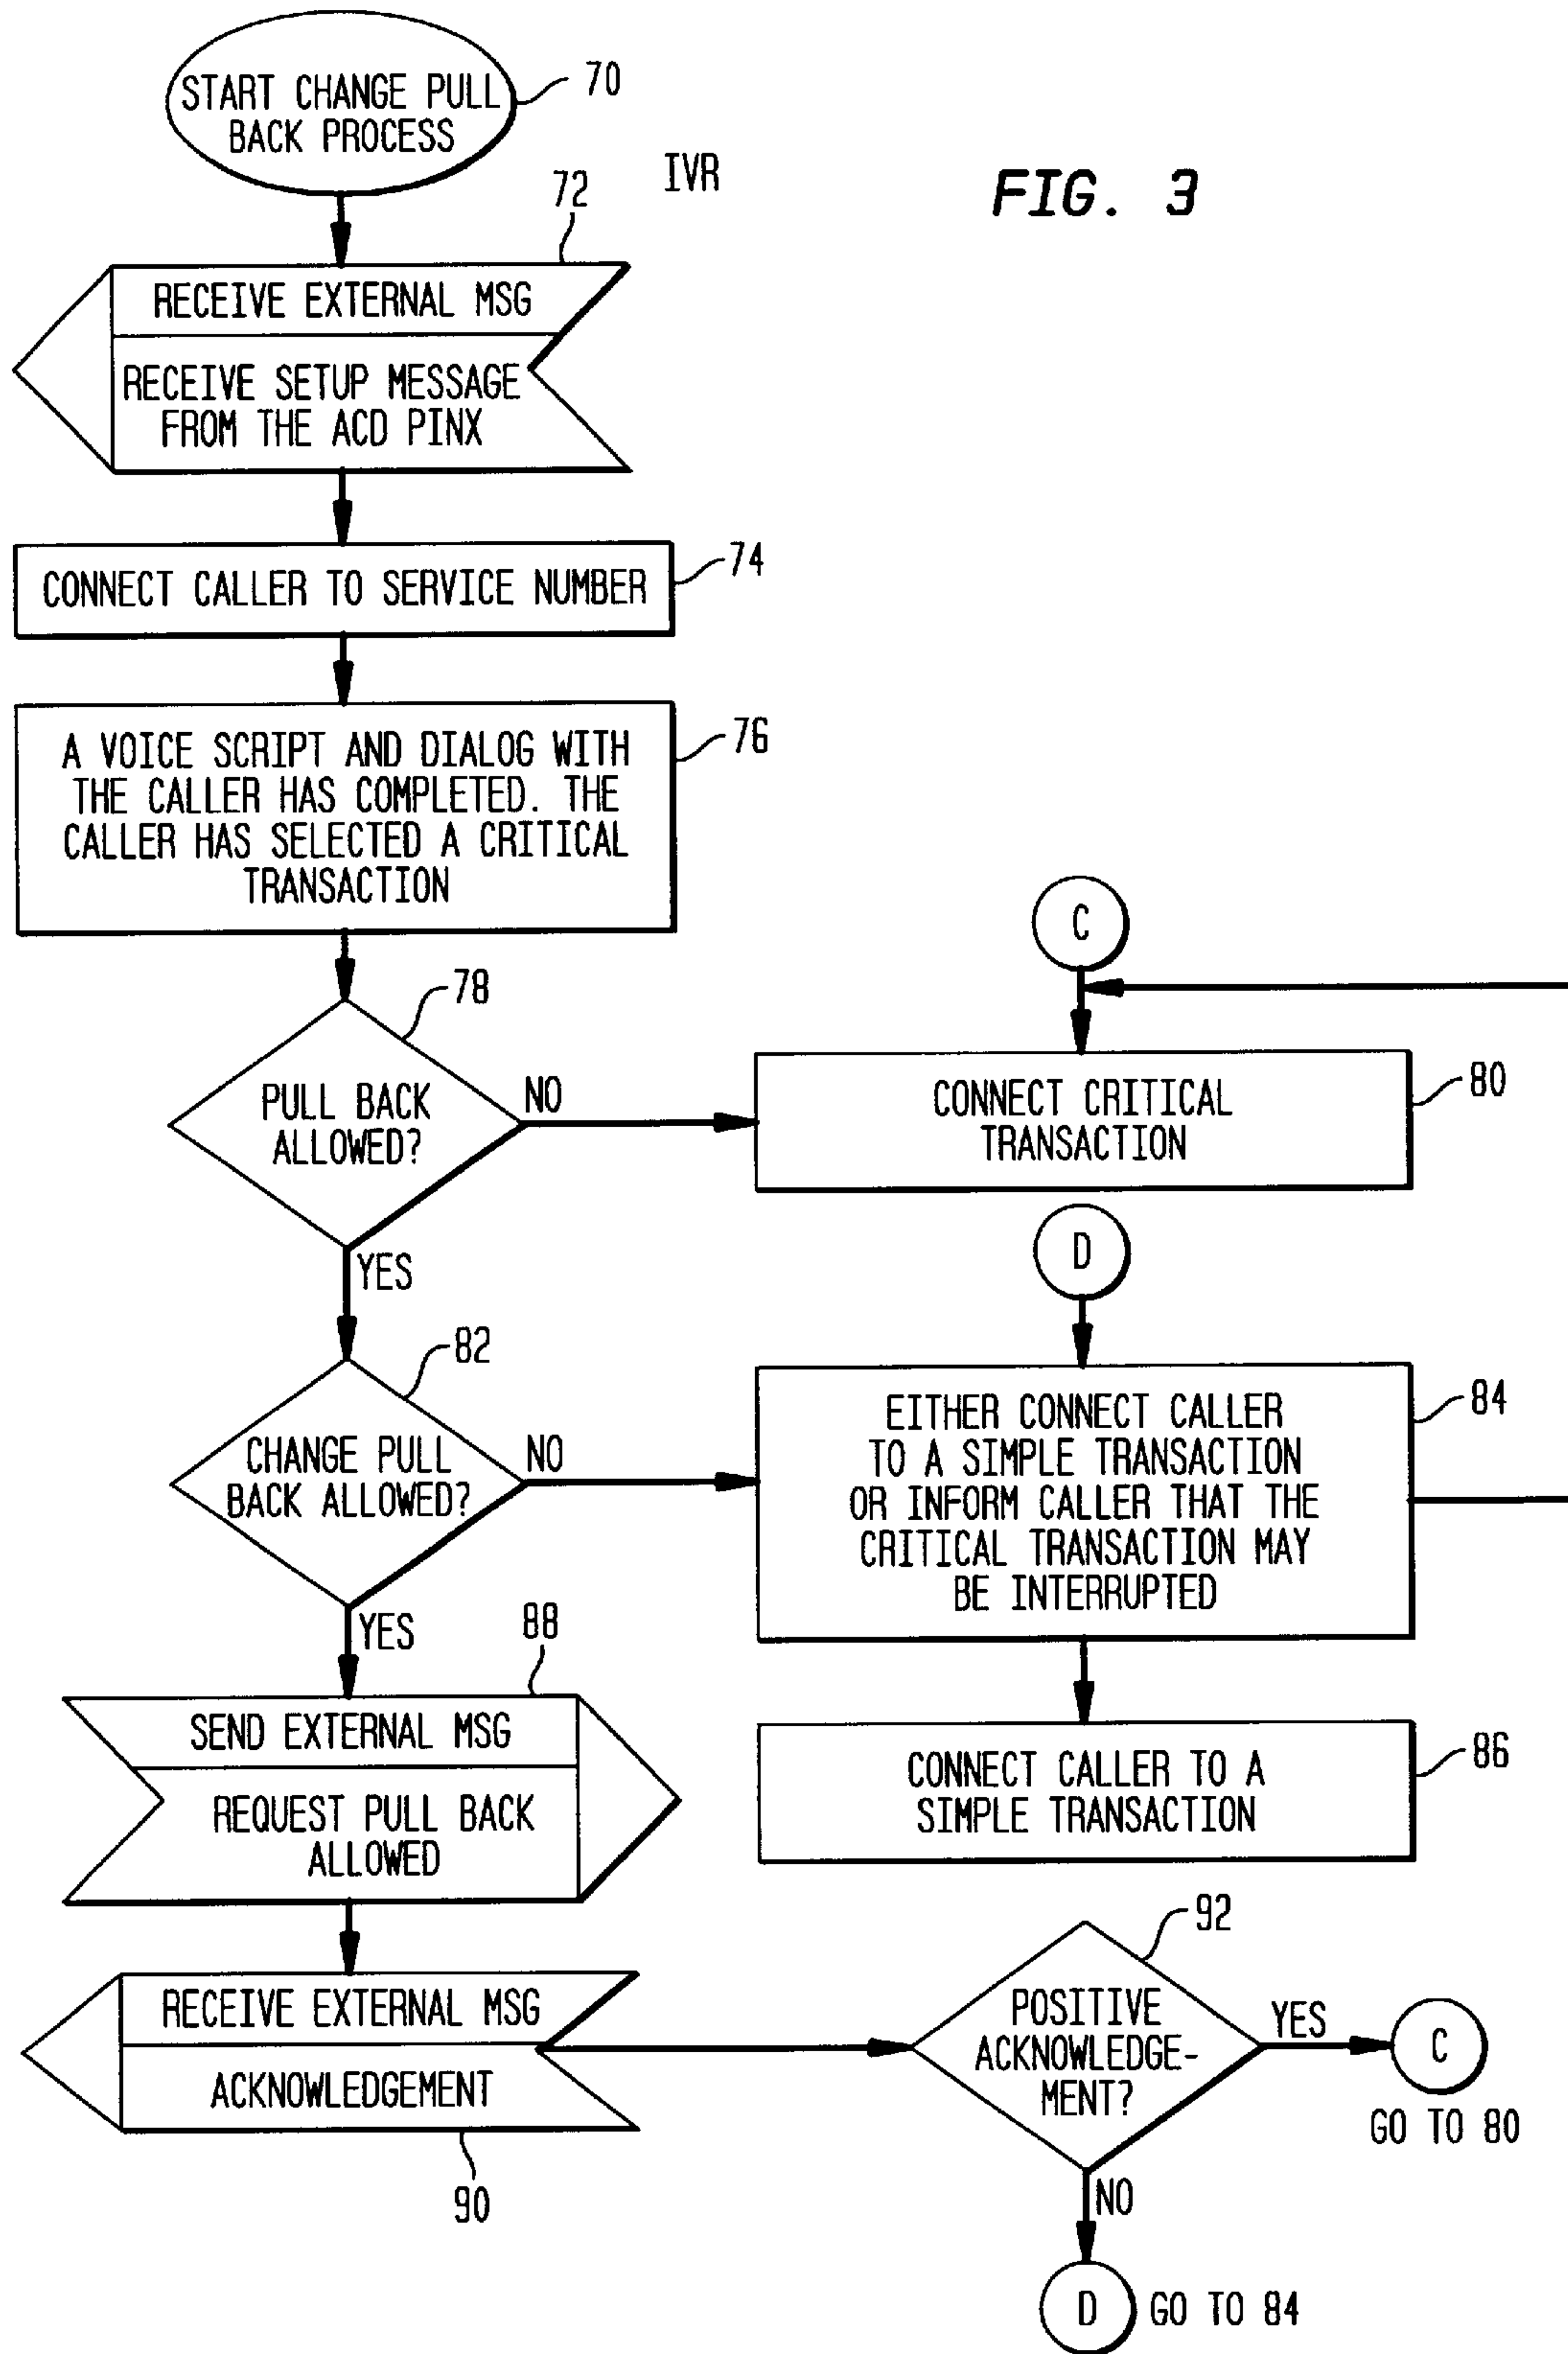 START CHANGE PULL
BACK PROCESS
70
IVR
FIG. 3
72
RECEIVE EXTERNAL MSG
RECEIVE SETUP MESSAGE
FROM THE ACD PINX
CONNECT CALLER TO SERVICE NUMBER
74
A VOICE SCRIPT AND DIALOG WITH
THE CALLER HAS COMPLETED. THE
CALLER HAS SELECTED A CRITICAL
TRANSACTION
76
C
78
PULL BACK
ALLOWED?
NO
YES
CONNECT CRITICAL
TRANSACTION
80
D
82
CHANGE PULL
BACK ALLOWED?
NO
YES
EITHER CONNECT CALLER
TO A SIMPLE TRANSACTION
OR INFORM CALLER THAT THE
CRITICAL TRANSACTION MAY
BE INTERRUPTED
84
88
SEND EXTERNAL MSG
REQUEST PULL BACK
ALLOWED
CONNECT CALLER TO A
SIMPLE TRANSACTION
86
RECEIVE EXTERNAL MSG
ACKNOWLEDGEMENT
90
92
POSITIVE
ACKNOWLEDGE-
MENT?
YES
C
GO TO 80
NO
D
GO TO 84